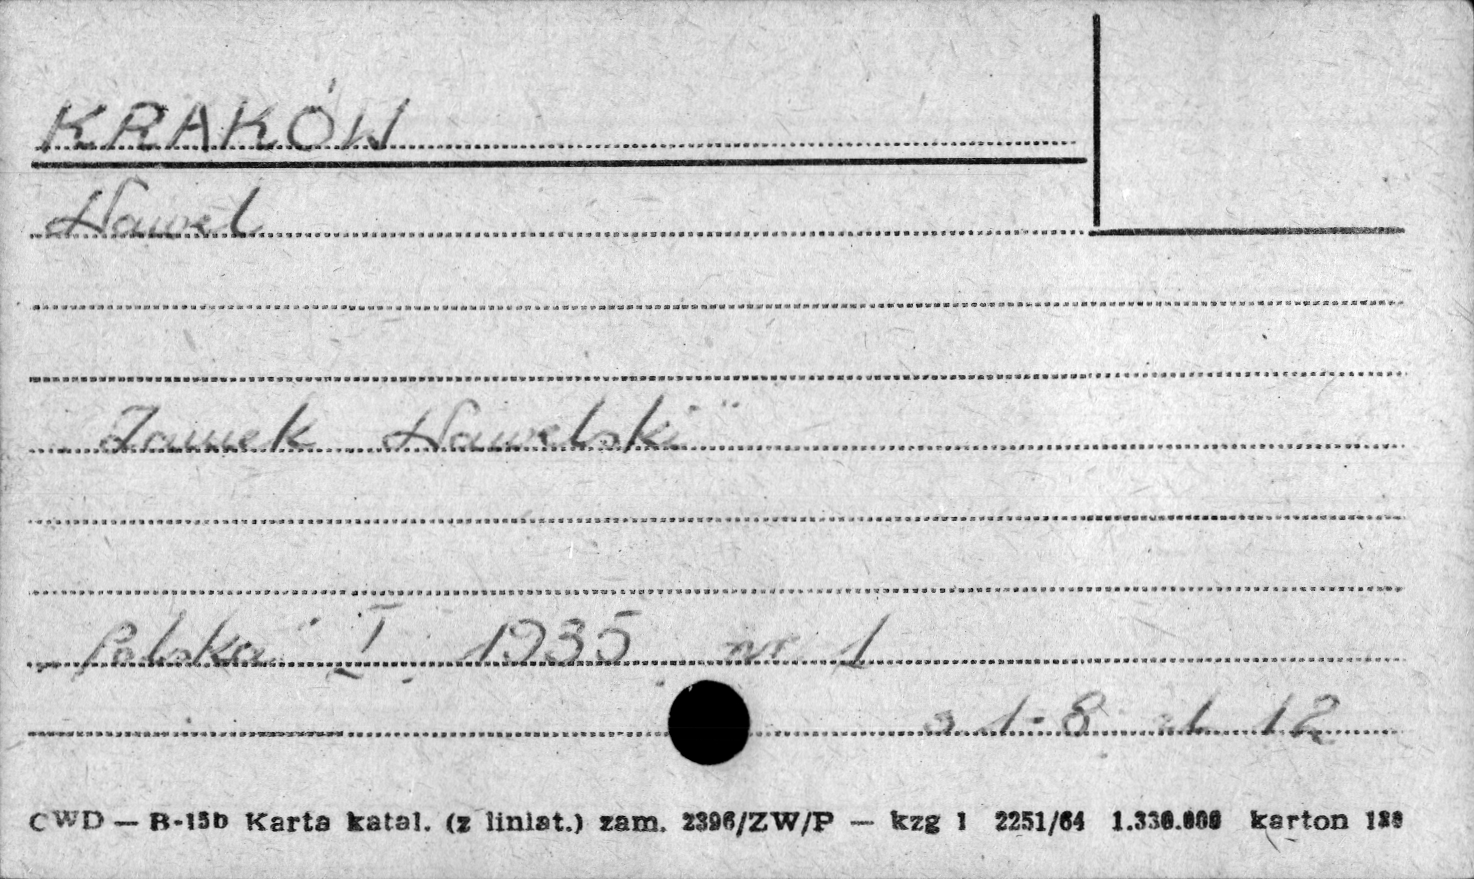 KRAKÓW
Wawel
„Zamek Wawelski"
„Polska" I. 1935 nr 1
s. 1-8 il. 12
CWD — B-15b Karta katal. (z liniat.) zam. 2396/ZW/P — kzg 1 2251/64 1.330.000 karton 180